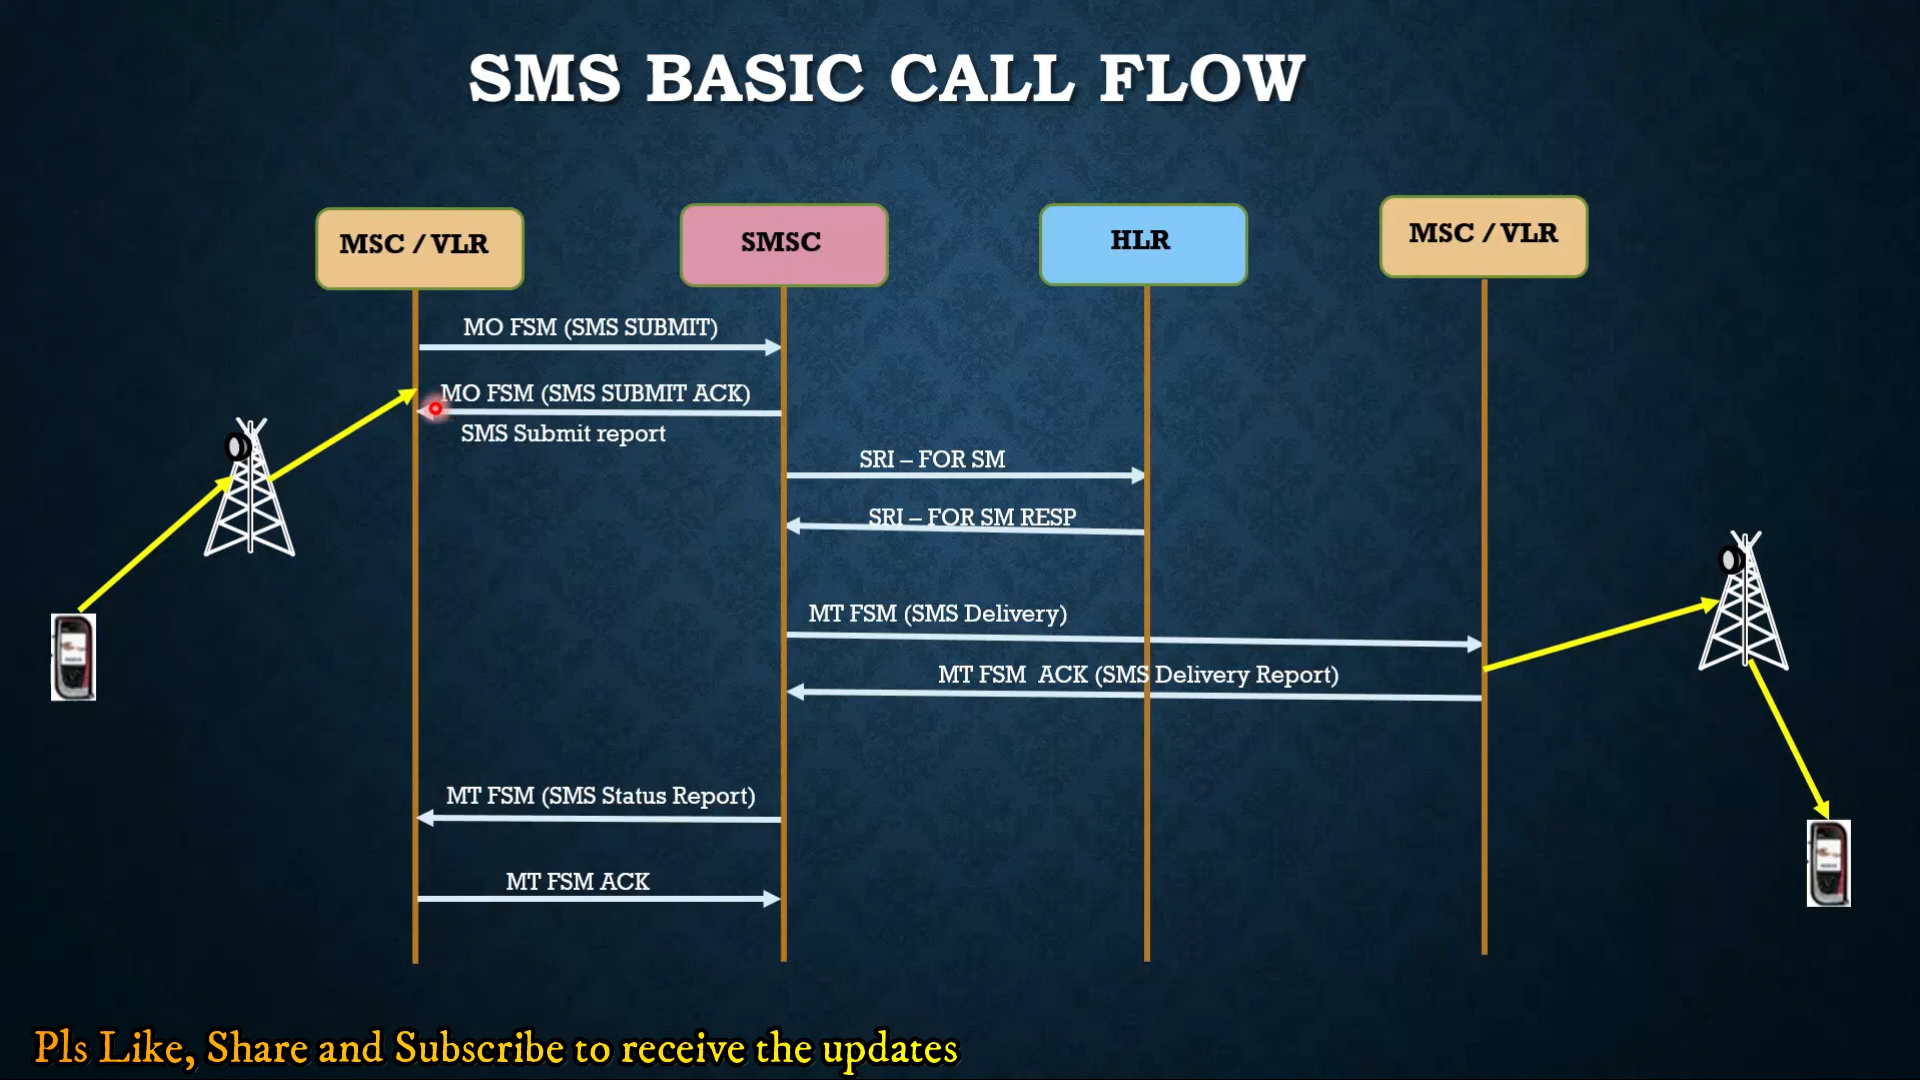 SMS BASIC CALL FLOW
MSC / VLR
SMSC
HLR
MSC / VLR
MO FSM (SMS SUBMIT)
MO FSM (SMS SUBMIT ACK)
SMS Submit report
SRI – FOR SM
SRI – FOR SM RESP
MT FSM (SMS Delivery)
MT FSM ACK (SMS Delivery Report)
MT FSM (SMS Status Report)
MT FSM ACK
Pls Like, Share and Subscribe to receive the updates